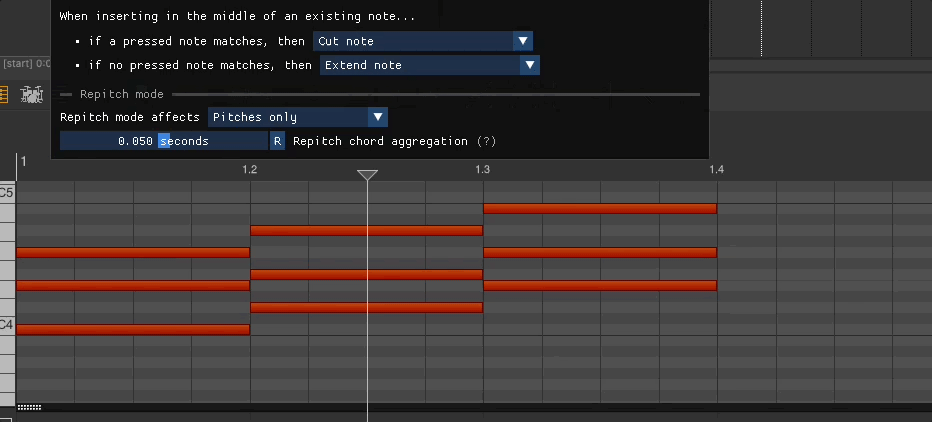 When inserting in the middle of an existing note...
• if a pressed note matches, then Cut note
• if no pressed note matches, then Extend note
Repitch mode
Repitch mode affects Pitches only
0.050 seconds R Repitch chord aggregation (?)
[start] 0:0
1 1.2 1.3 1.4
C5
C4